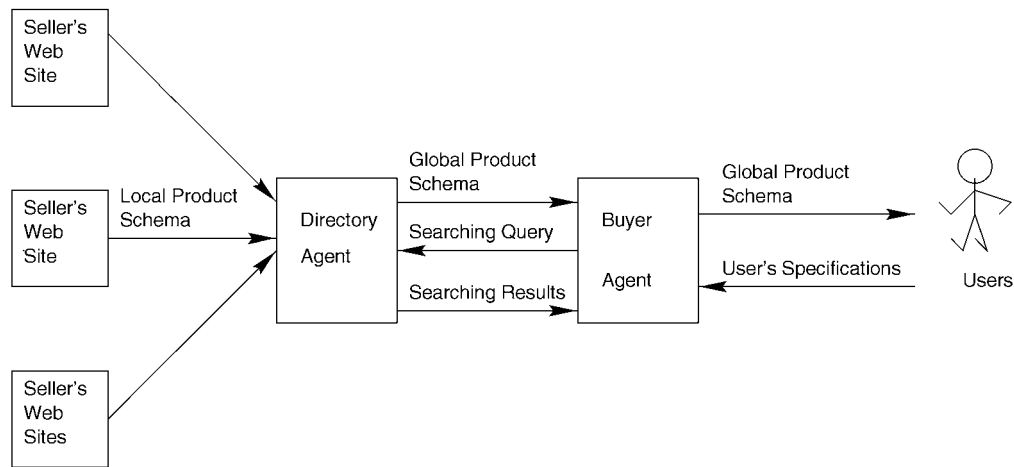 Seller's
Web
Site
Seller's
Web
Site
Seller's
Web
Sites
Local Product
Schema
Directory
Agent
Global Product
Schema
Searching Query
Searching Results
Buyer
Agent
Global Product
Schema
User's Specifications
Users